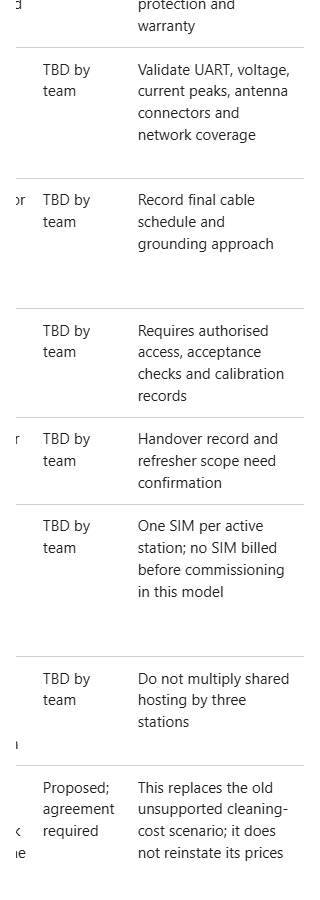 protection and
warranty
TBD by
team
Validate UART, voltage,
current peaks, antenna
connectors and
network coverage
TBD by
team
Record final cable
schedule and
grounding approach
TBD by
team
Requires authorised
access, acceptance
checks and calibration
records
TBD by
team
Handover record and
refresher scope need
confirmation
TBD by
team
One SIM per active
station; no SIM billed
before commissioning
in this model
TBD by
team
Do not multiply shared
hosting by three
stations
Proposed;
agreement
required
This replaces the old
unsupported cleaning-
cost scenario; it does
not reinstate its prices